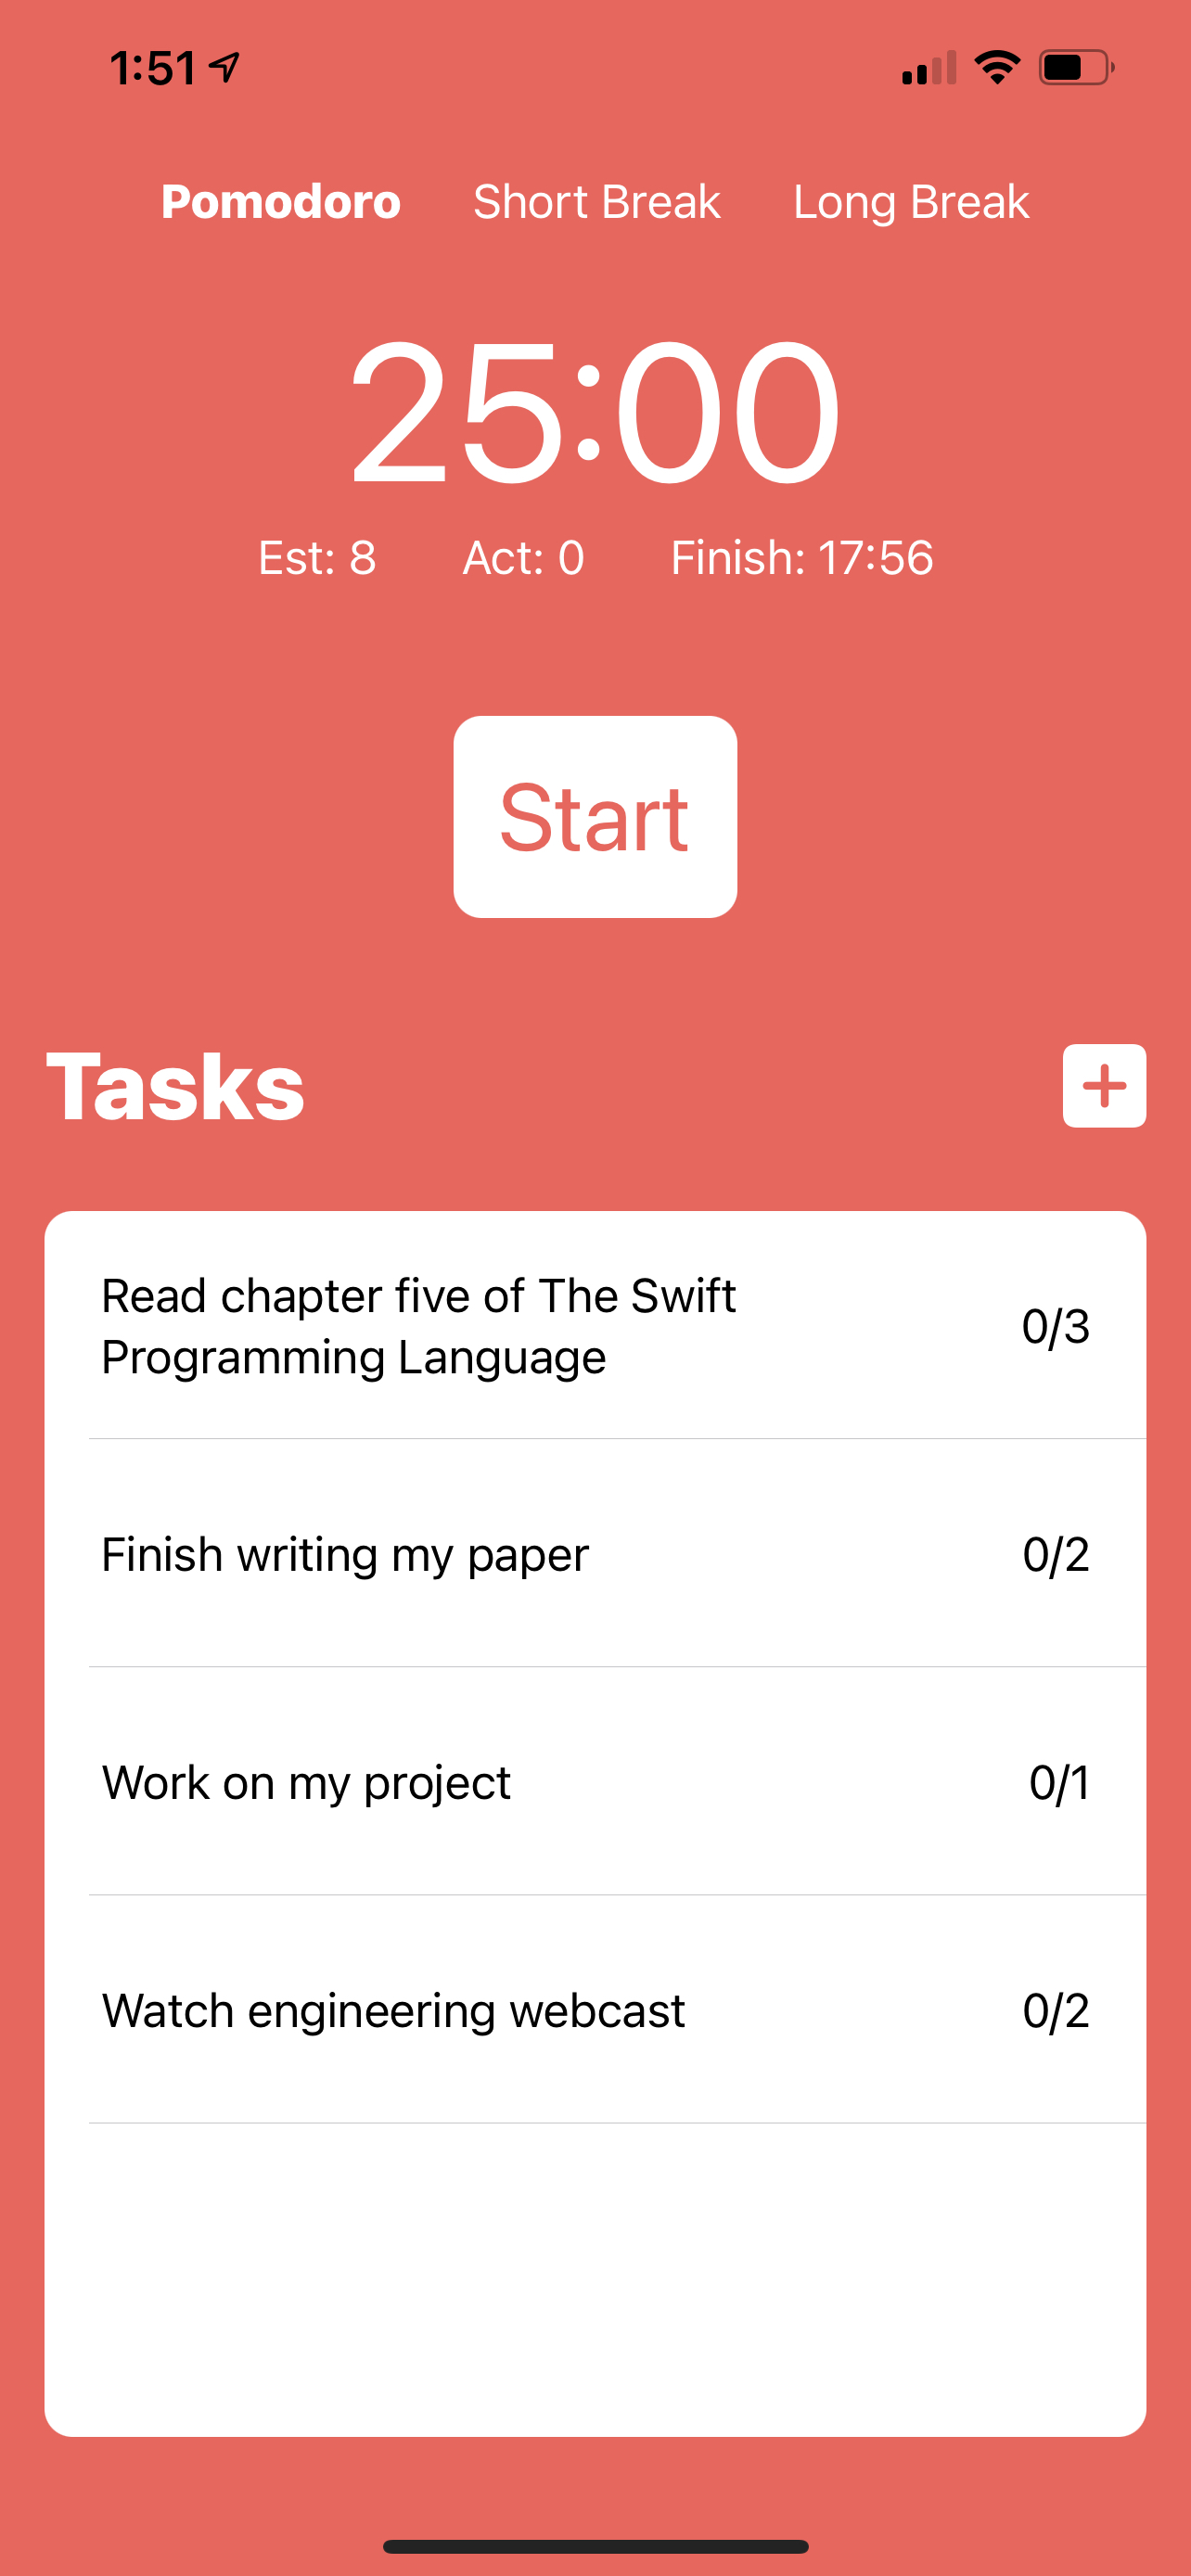 1:51
Pomodoro Short Break Long Break
25:00
Est: 8 Act: 0 Finish: 17:56
Start
Tasks
+
Read chapter five of The Swift
Programming Language
0/3
Finish writing my paper 0/2
Work on my project 0/1
Watch engineering webcast 0/2